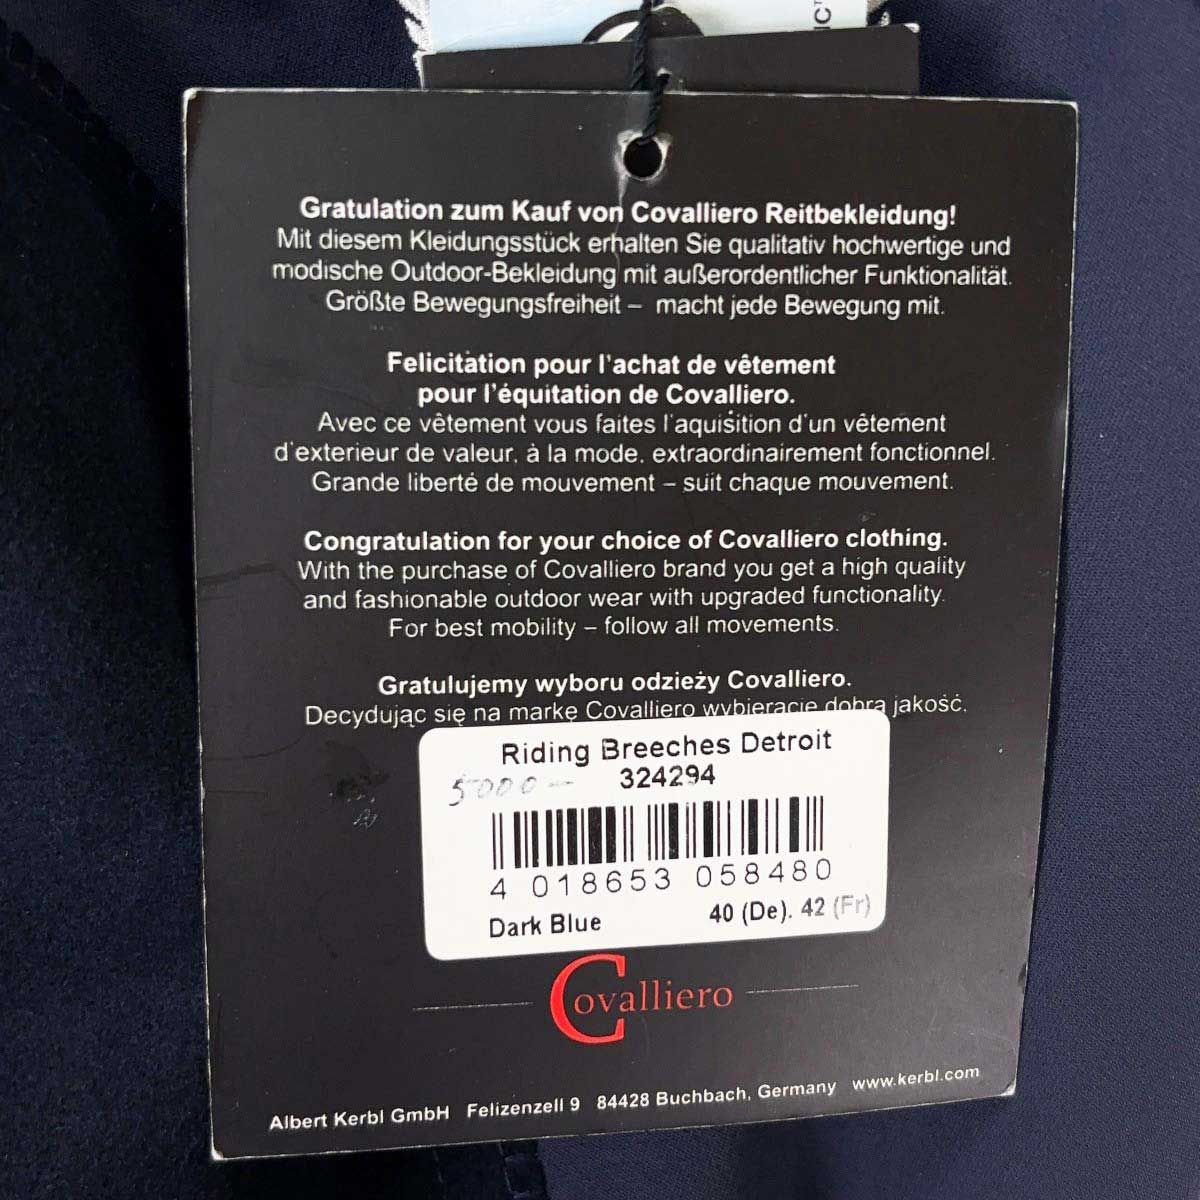 Gratulation zum Kauf von Covalliero Reitbekleidung!
Mit diesem Kleidungsstück erhalten Sie qualitativ hochwertige und
modische Outdoor-Bekleidung mit außerordentlicher Funktionalität.
Größte Bewegungsfreiheit – macht jede Bewegung mit.
Felicitation pour l'achat de vêtement
pour l'équitation de Covalliero.
Avec ce vêtement vous faites l'aquisition d'un vêtement
d'exterieur de valeur, à la mode, extraordinairement fonctionnel.
Grande liberté de mouvement – suit chaque mouvement.
Congratulation for your choice of Covalliero clothing.
With the purchase of Covalliero brand you get a high quality
and fashionable outdoor wear with upgraded functionality.
For best mobility – follow all movements.
Gratulujemy wyboru odzieży Covalliero.
Decydując się na markę Covalliero wybieracie dobrą jakość.
Riding Breeches Detroit
5000— 324294
4 018653 058480
Dark Blue 40 (De). 42 (Fr)
Covalliero
Albert Kerbl GmbH Felizenzell 9 84428 Buchbach, Germany www.kerbl.com